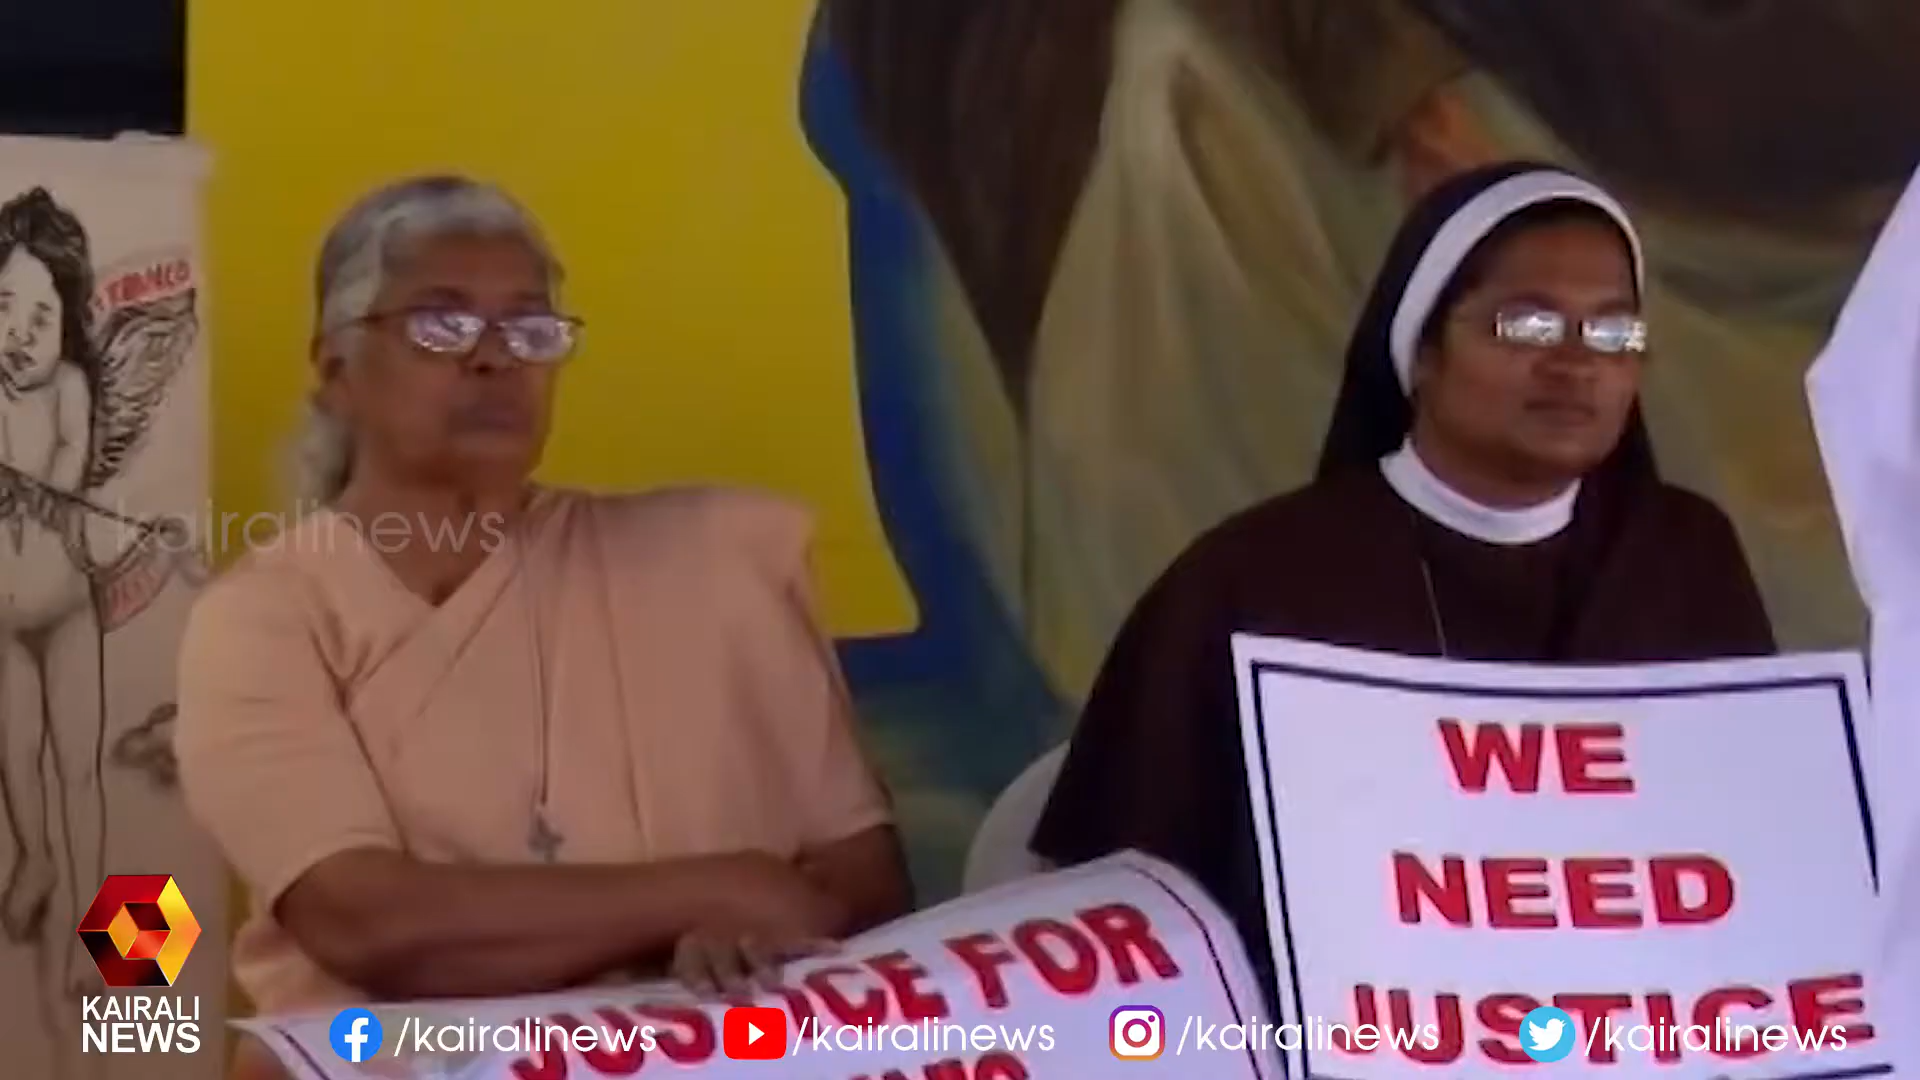 kairalinews
WE
NEED
JUSTICE
JUSTICE FOR
KAIRALI
NEWS
/kairalinews
/kairalinews
/kairalinews
/kairalinews